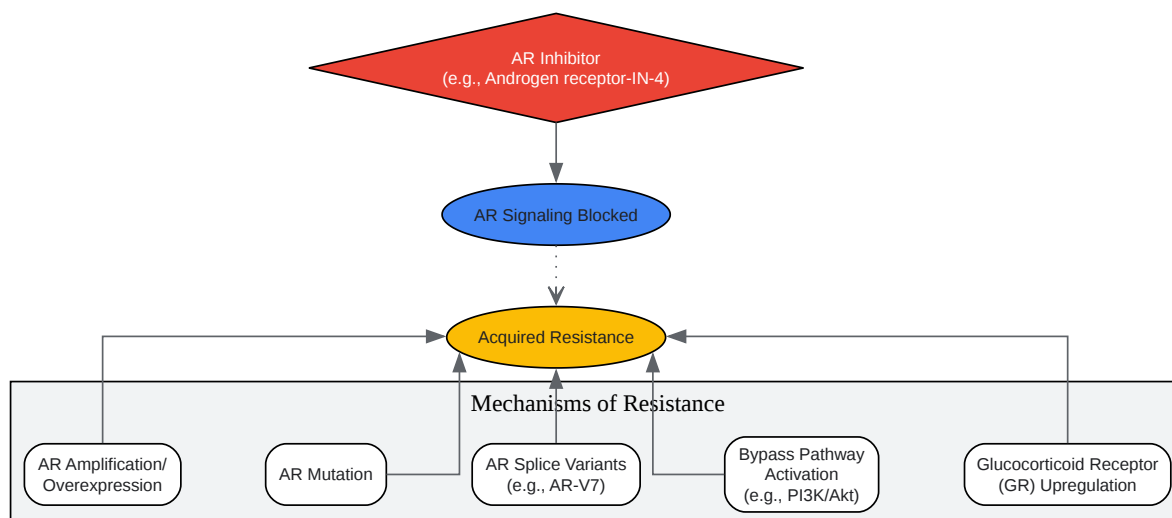 AR Inhibitor
(e.g., Androgen receptor-IN-4)
AR Signaling Blocked
Acquired Resistance
Mechanisms of Resistance
AR Amplification/
Overexpression
AR Mutation
AR Splice Variants
(e.g., AR-V7)
Bypass Pathway
Activation
(e.g., PI3K/Akt)
Glucocorticoid Receptor
(GR) Upregulation